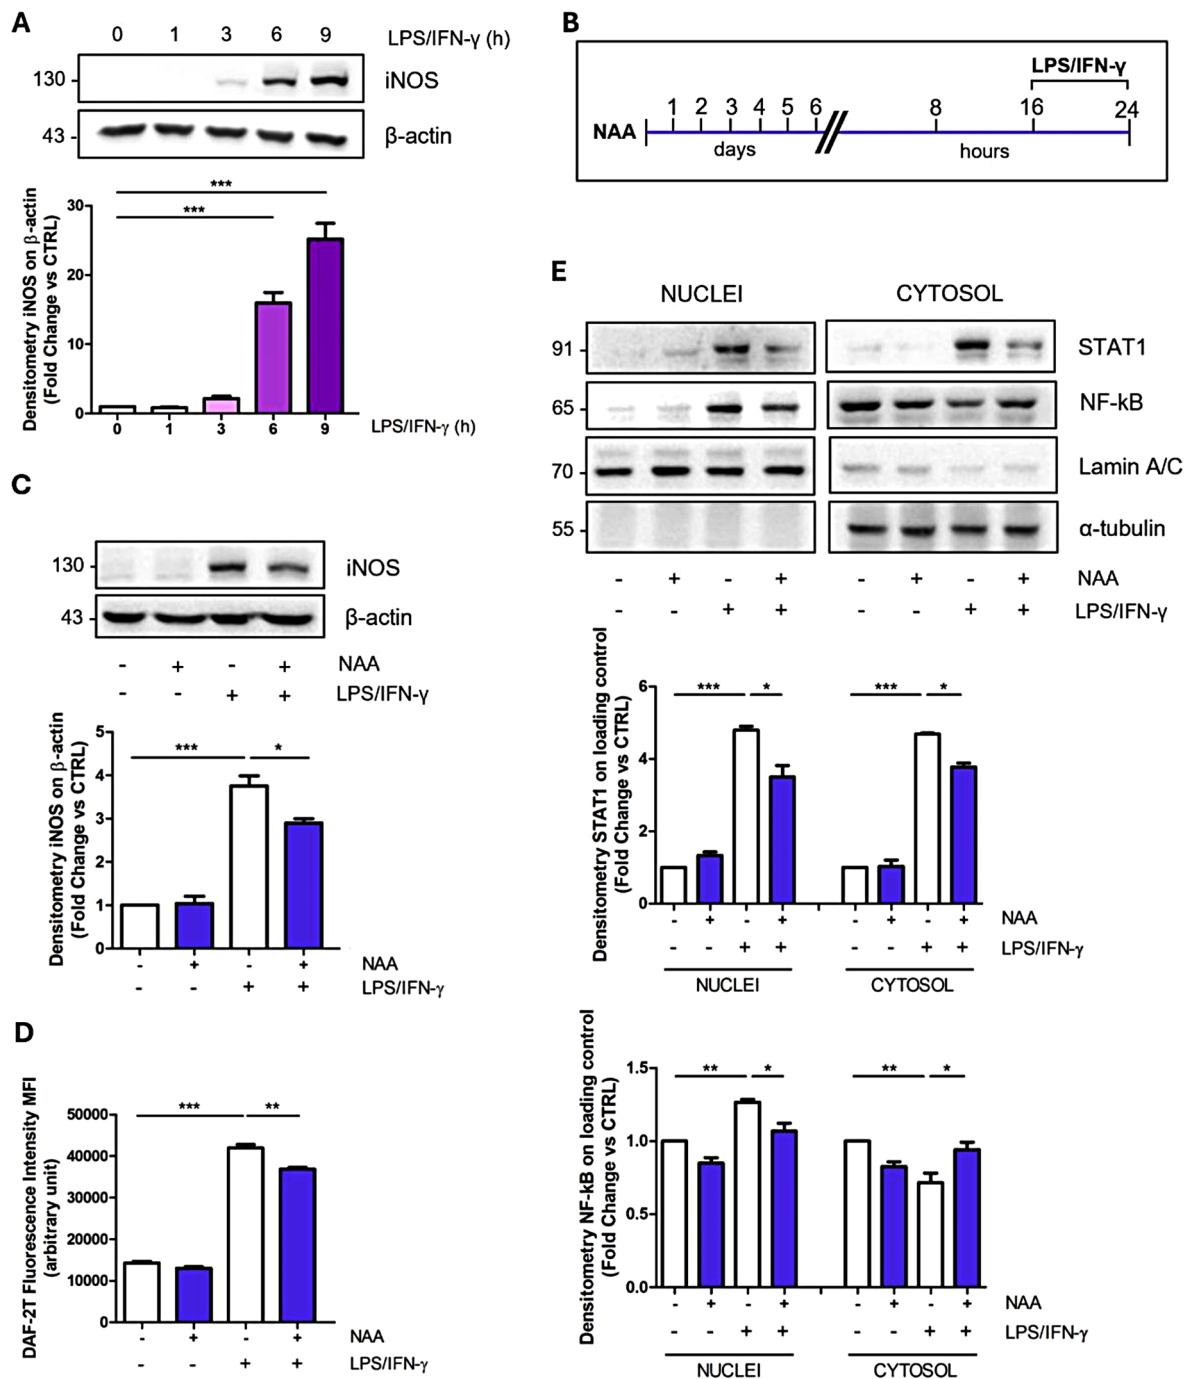 A
0 1 3 6 9 LPS/IFN-γ (h)
130 - iNOS
43 - β-actin
***
***
Densitometry iNOS on β-actin
(Fold Change vs CTRL)
30
20
10
0
0 1 3 6 9 LPS/IFN-γ (h)
B
LPS/IFN-γ
1 2 3 4 5 6 8 16 24
NAA
days hours
C
130 - iNOS
43 - β-actin
- + - + NAA
- - + + LPS/IFN-γ
Densitometry iNOS on β-actin
(Fold Change vs CTRL)
5
4
3
2
1
0
*** *
- + - + NAA
- - + + LPS/IFN-γ
D
DAF-2T Fluorescence Intensity MFI
(arbitrary unit)
50000
40000
30000
20000
10000
0
*** **
- + - + NAA
- - + + LPS/IFN-γ
E
NUCLEI CYTOSOL
91 - STAT1
65 - NF-kB
70 - Lamin A/C
55 - α-tubulin
- + - + - + - + NAA
- - + + - - + + LPS/IFN-γ
Densitometry STAT1 on loading control
(Fold Change vs CTRL)
6
4
2
0
*** * *** *
- + - + - + - + NAA
- - + + - - + + LPS/IFN-γ
NUCLEI CYTOSOL
Densitometry NF-kB on loading control
(Fold Change vs CTRL)
1.5
1.0
0.5
0.0
** * ** *
- + - + - + - + NAA
- - + + - - + + LPS/IFN-γ
NUCLEI CYTOSOL